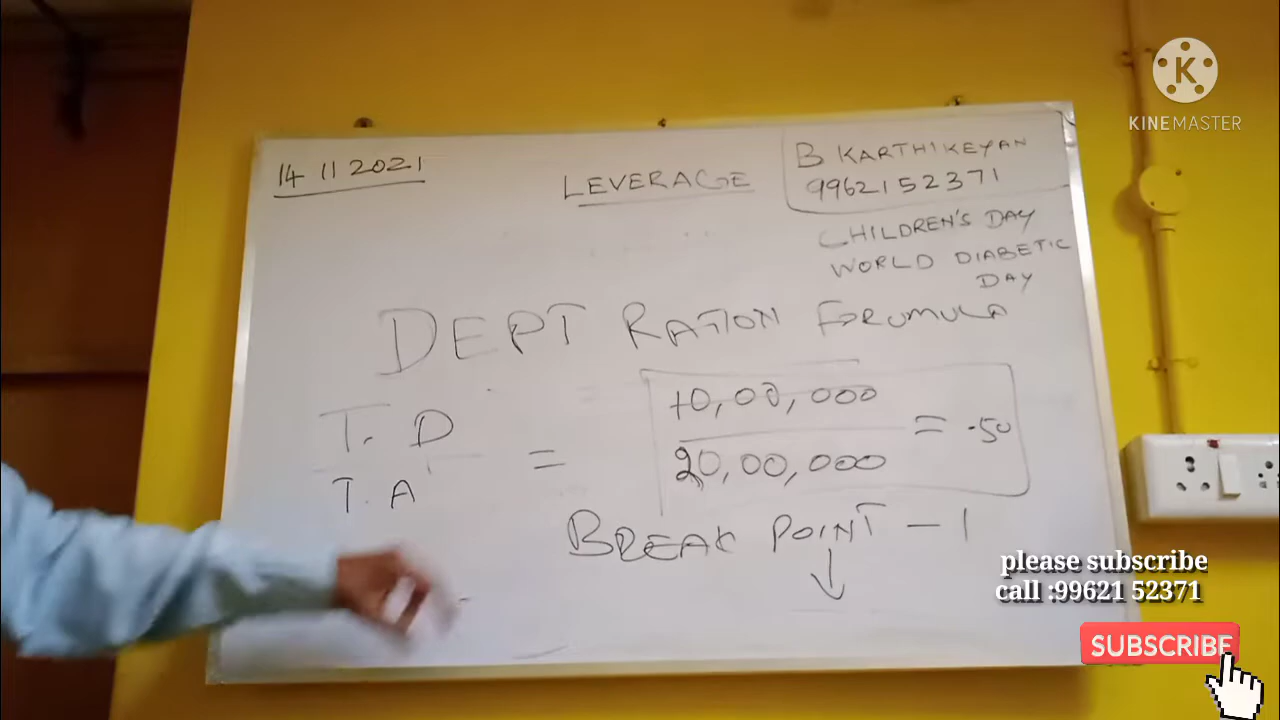 14 11 2021
LEVERAGE
B KARTHIKEYAN
9962152371
CHILDREN'S DAY
WORLD DIABETIC
DAY
DEPT RATION FORUMULA
T. D
T. A
=
10,00,000
20,00,000
= .50
BREAK POINT - 1
K
KINEMASTER
please subscribe
call :99621 52371
SUBSCRIBE